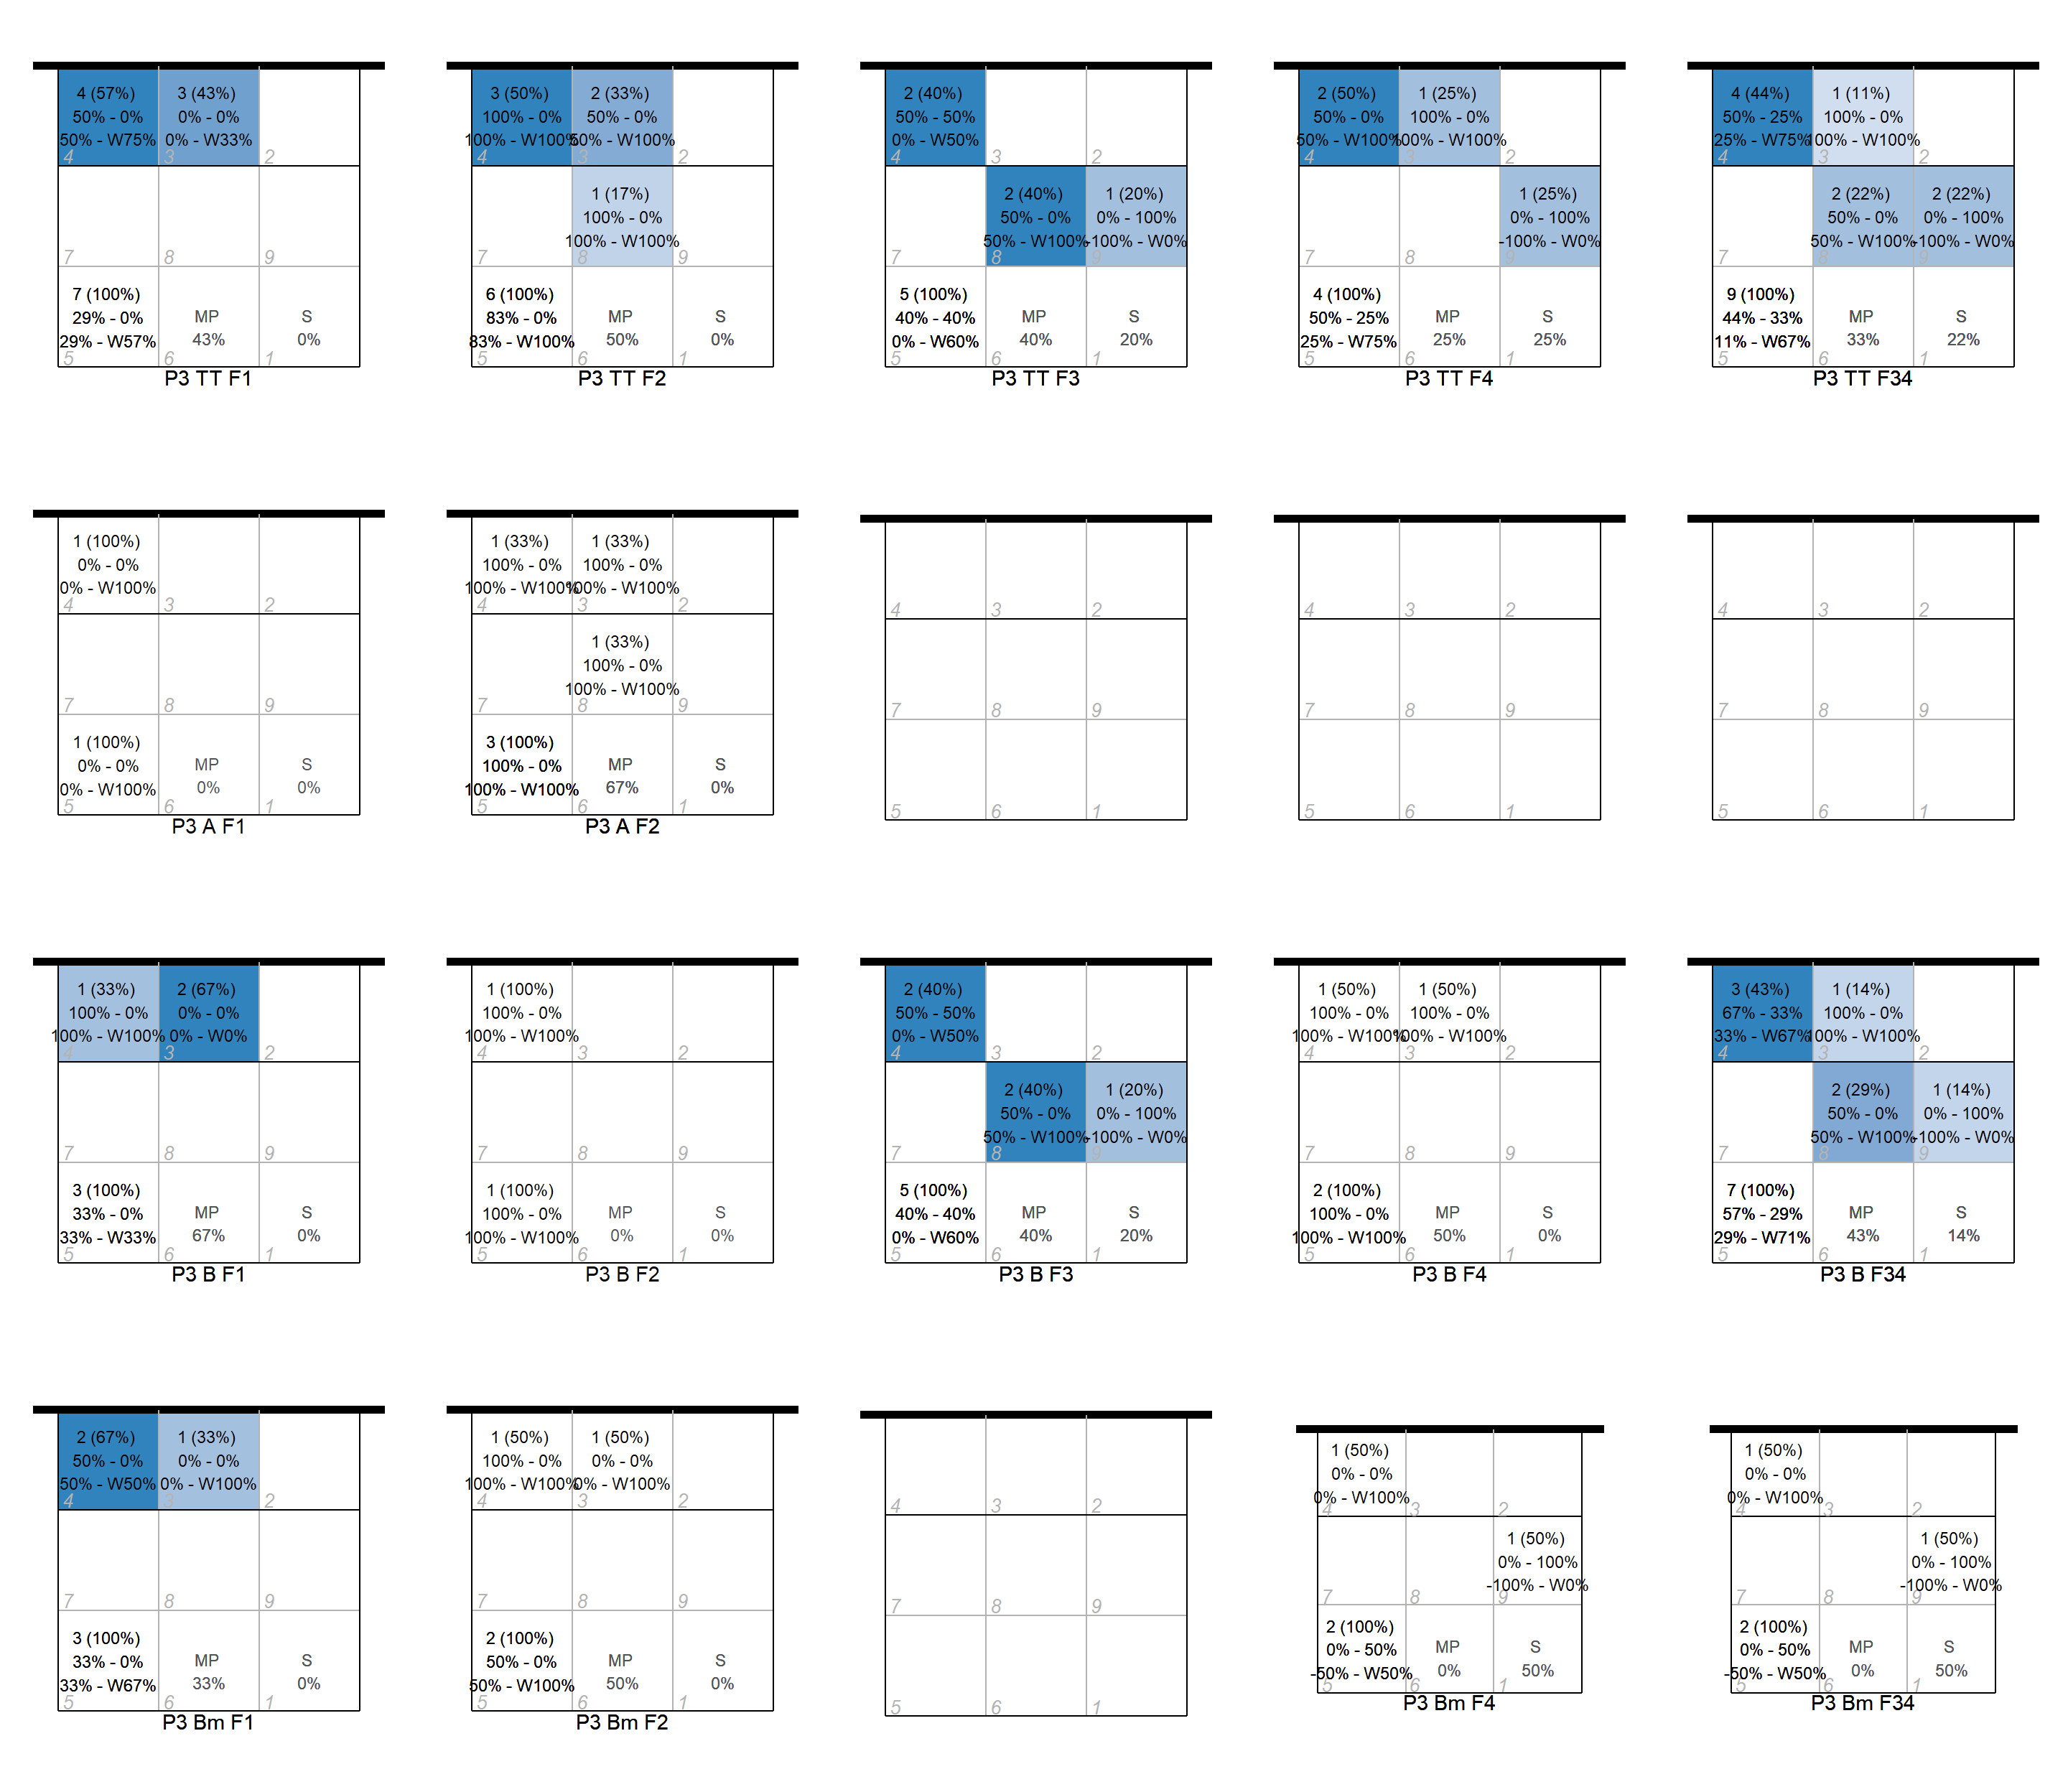 4 (57%)
50% - 0%
50% - W75%
4
3 (43%)
0% - 0%
0% - W33%
3
2
7
8
9
7 (100%)
29% - 0%
29% - W57%
5
MP
43%
6
S
0%
1
P3 TT F1
3 (50%)
100% - 0%
100% - W100%
4
2 (33%)
50% - 0%
50% - W100%
3
2
7
1 (17%)
100% - 0%
100% - W100%
8
9
6 (100%)
83% - 0%
83% - W100%
5
MP
50%
6
S
0%
1
P3 TT F2
2 (40%)
50% - 50%
0% - W50%
4
3
2
7
2 (40%)
50% - 0%
50% - W100%
8
1 (20%)
0% - 100%
-100% - W0%
9
5 (100%)
40% - 40%
0% - W60%
5
MP
40%
6
S
20%
1
P3 TT F3
2 (50%)
50% - 0%
50% - W100%
4
1 (25%)
100% - 0%
100% - W100%
3
2
7
8
1 (25%)
0% - 100%
-100% - W0%
9
4 (100%)
50% - 25%
25% - W75%
5
MP
25%
6
S
25%
1
P3 TT F4
4 (44%)
50% - 25%
25% - W75%
4
1 (11%)
100% - 0%
100% - W100%
3
2
7
2 (22%)
50% - 0%
50% - W100%
8
2 (22%)
0% - 100%
-100% - W0%
9
9 (100%)
44% - 33%
11% - W67%
5
MP
33%
6
S
22%
1
P3 TT F34
1 (100%)
0% - 0%
0% - W100%
4
3
2
7
8
9
1 (100%)
0% - 0%
0% - W100%
5
MP
0%
6
S
0%
1
P3 A F1
1 (33%)
100% - 0%
100% - W100%
4
1 (33%)
100% - 0%
100% - W100%
3
2
7
1 (33%)
100% - 0%
100% - W100%
8
9
3 (100%)
100% - 0%
100% - W100%
5
MP
67%
6
S
0%
1
P3 A F2
4
3
2
7
8
9
5
6
1
4
3
2
7
8
9
5
6
1
4
3
2
7
8
9
5
6
1
1 (33%)
100% - 0%
100% - W100%
4
2 (67%)
0% - 0%
0% - W0%
3
2
7
8
9
3 (100%)
33% - 0%
33% - W33%
5
MP
67%
6
S
0%
1
P3 B F1
1 (100%)
100% - 0%
100% - W100%
4
3
2
7
8
9
1 (100%)
100% - 0%
100% - W100%
5
MP
0%
6
S
0%
1
P3 B F2
2 (40%)
50% - 50%
0% - W50%
4
3
2
7
2 (40%)
50% - 0%
50% - W100%
8
1 (20%)
0% - 100%
-100% - W0%
9
5 (100%)
40% - 40%
0% - W60%
5
MP
40%
6
S
20%
1
P3 B F3
1 (50%)
100% - 0%
100% - W100%
4
1 (50%)
100% - 0%
100% - W100%
3
2
7
8
9
2 (100%)
100% - 0%
100% - W100%
5
MP
50%
6
S
0%
1
P3 B F4
3 (43%)
67% - 33%
33% - W67%
4
1 (14%)
100% - 0%
100% - W100%
3
2
7
2 (29%)
50% - 0%
50% - W100%
8
1 (14%)
0% - 100%
-100% - W0%
9
7 (100%)
57% - 29%
29% - W71%
5
MP
43%
6
S
14%
1
P3 B F34
2 (67%)
50% - 0%
50% - W50%
4
1 (33%)
0% - 0%
0% - W100%
3
2
7
8
9
3 (100%)
33% - 0%
33% - W67%
5
MP
33%
6
S
0%
1
P3 Bm F1
1 (50%)
100% - 0%
100% - W100%
4
1 (50%)
0% - 0%
0% - W100%
3
2
7
8
9
2 (100%)
50% - 0%
50% - W100%
5
MP
50%
6
S
0%
1
P3 Bm F2
4
3
2
7
8
9
5
6
1
1 (50%)
0% - 0%
0% - W100%
4
3
2
7
8
1 (50%)
0% - 100%
-100% - W0%
9
2 (100%)
0% - 50%
-50% - W50%
5
MP
0%
6
S
50%
1
P3 Bm F4
1 (50%)
0% - 0%
0% - W100%
4
3
2
7
8
1 (50%)
0% - 100%
-100% - W0%
9
2 (100%)
0% - 50%
-50% - W50%
5
MP
0%
6
S
50%
1
P3 Bm F34